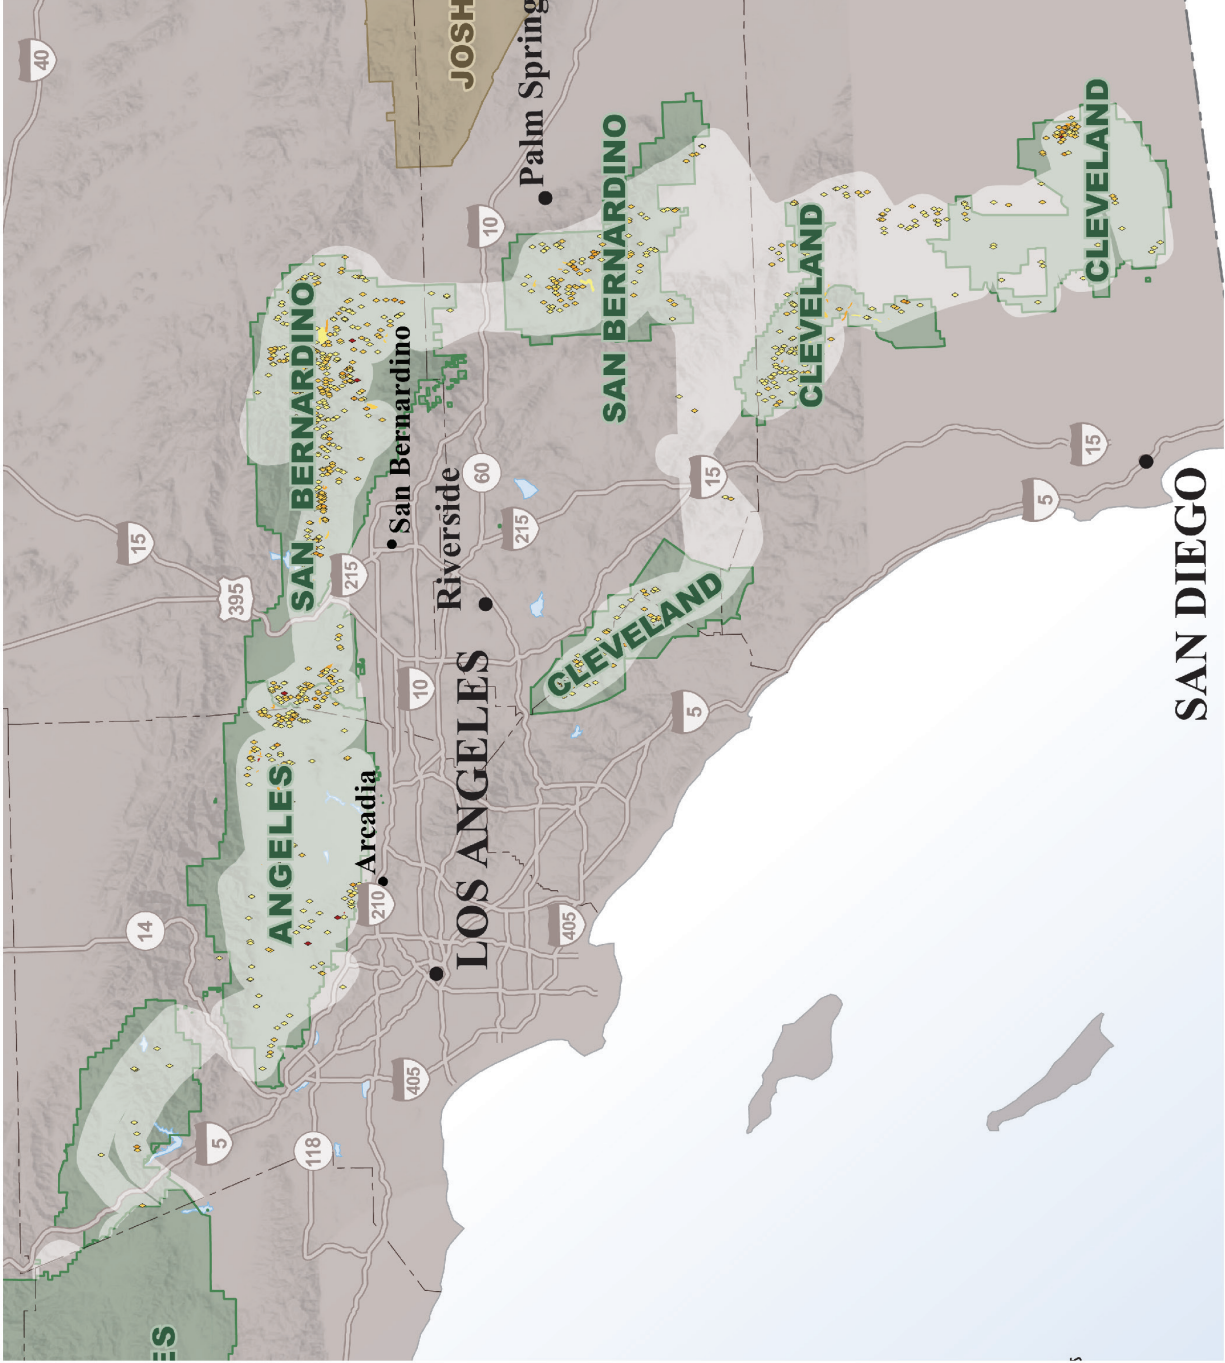 40
JOSH
Palm Spring
10
SAN BERNARDINO
CLEVELAND
CLEVELAND
SAN BERNARDINO
San Bernardino
Riverside
60
15
15
5
SAN DIEGO
15
395
215
215
10
CLEVELAND
5
ANGELES
Arcadia
LOS ANGELES
14
210
405
405
5
118
ES
s